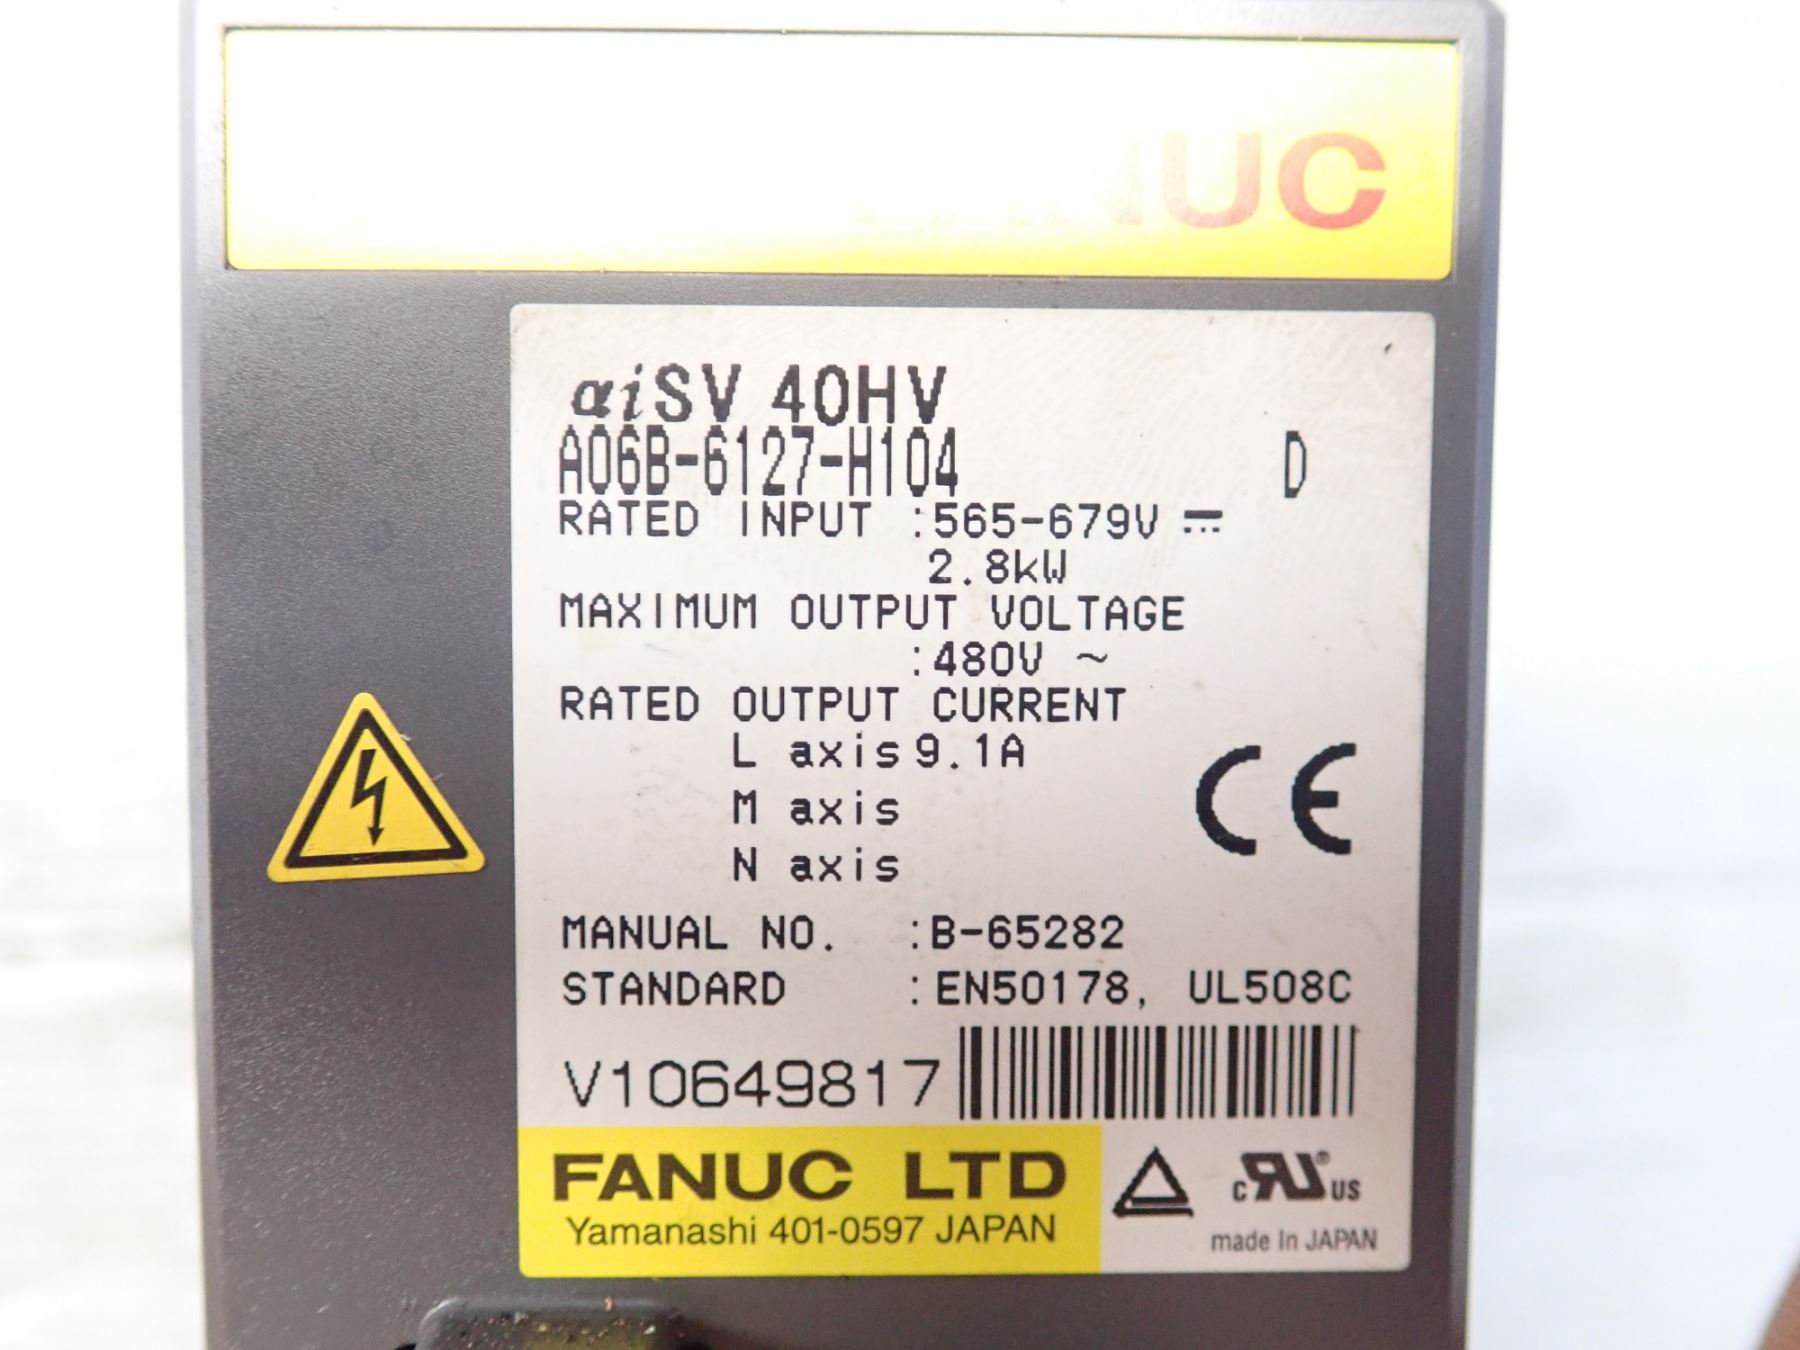 FANUC
αiSV 40HV
A06B-6127-H104 D
RATED INPUT :565-679V ⎓
2.8kW
MAXIMUM OUTPUT VOLTAGE
:480V ~
RATED OUTPUT CURRENT
L axis 9.1A
M axis
N axis
CE
MANUAL NO. :B-65282
STANDARD :EN50178, UL508C
V10649817
FANUC LTD
Yamanashi 401-0597 JAPAN
c RU® US
made In JAPAN